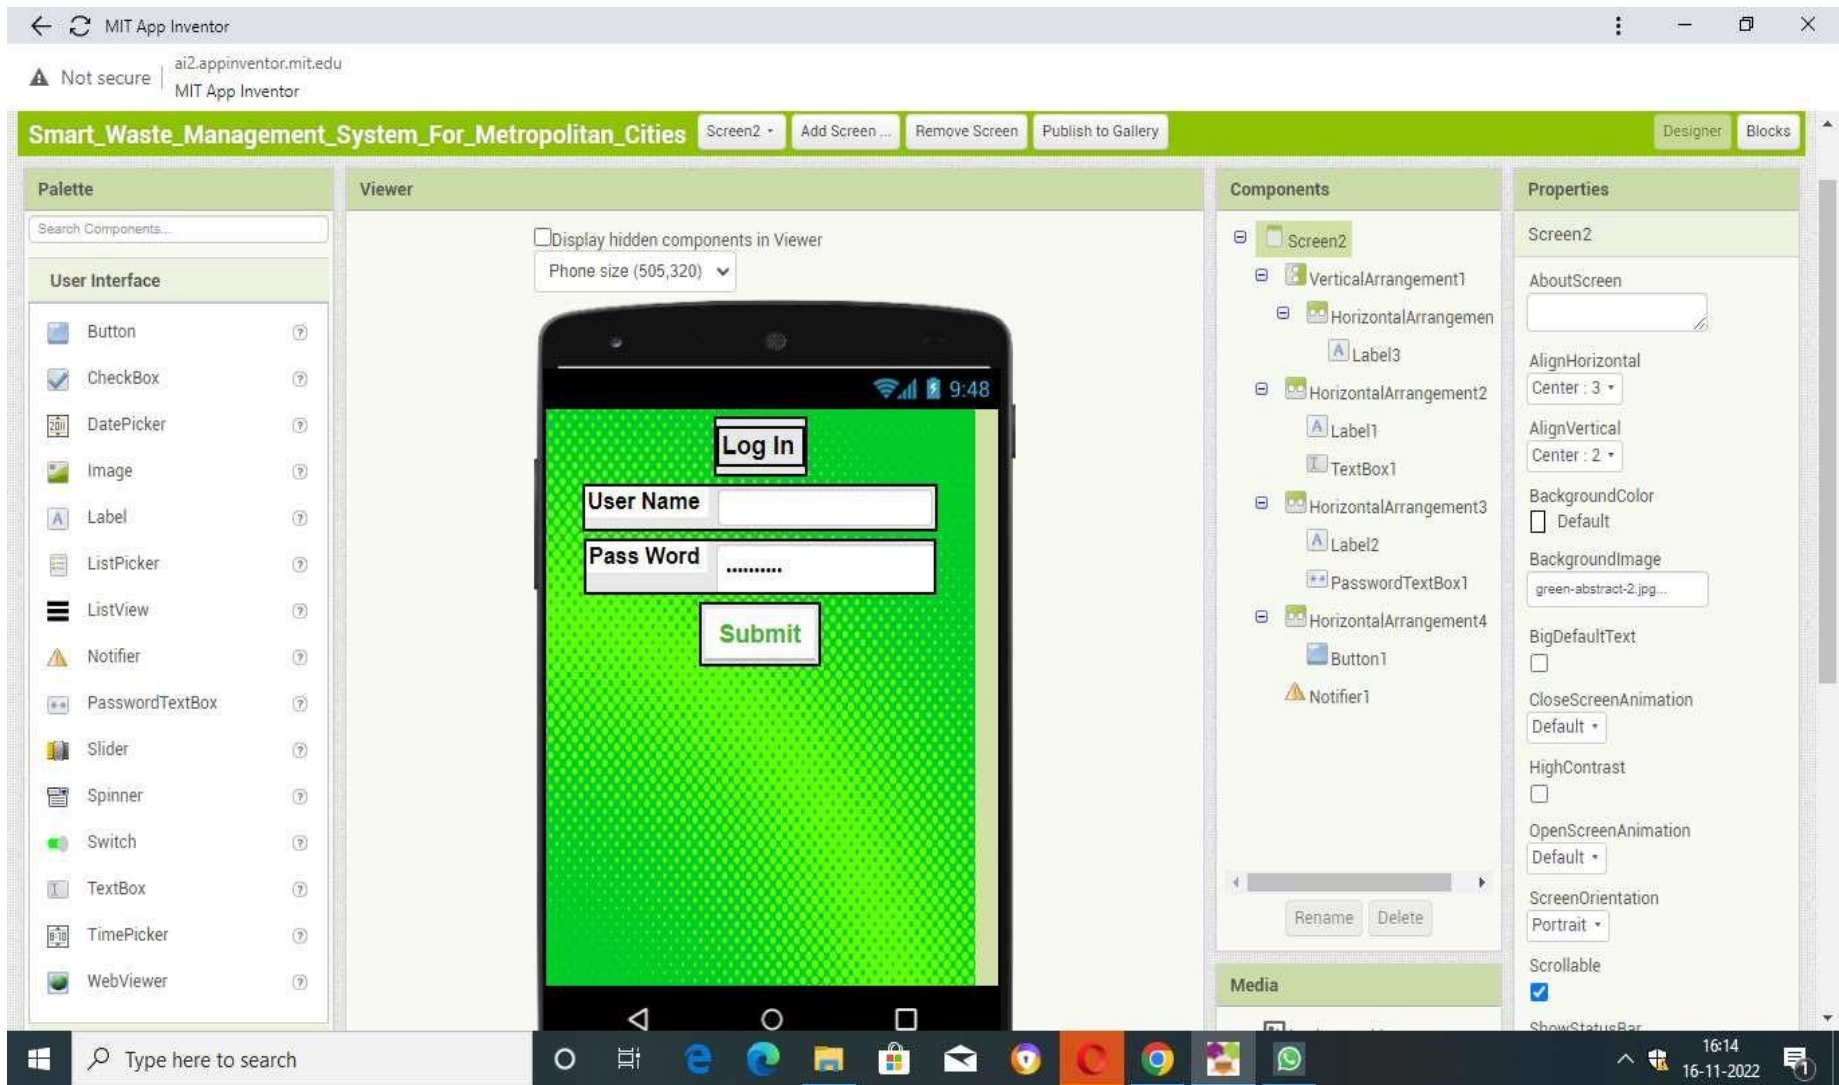 MIT App Inventor
Not secure
ai2.appinventor.mit.edu
MIT App Inventor
Smart_Waste_Management_System_For_Metropolitan_Cities
Screen2
Add Screen ...
Remove Screen
Publish to Gallery
Designer
Blocks
Palette
Search Components...
User Interface
Button
CheckBox
DatePicker
Image
Label
ListPicker
ListView
Notifier
PasswordTextBox
Slider
Spinner
Switch
TextBox
TimePicker
WebViewer
Viewer
Display hidden components in Viewer
Phone size (505,320)
9:48
Log In
User Name
Pass Word
..........
Submit
Components
Screen2
VerticalArrangement1
HorizontalArrangemen
Label3
HorizontalArrangement2
Label1
TextBox1
HorizontalArrangement3
Label2
PasswordTextBox1
HorizontalArrangement4
Button1
Notifier1
Rename
Delete
Media
Properties
Screen2
AboutScreen
AlignHorizontal
Center : 3
AlignVertical
Center : 2
BackgroundColor
Default
BackgroundImage
green-abstract-2.jpg...
BigDefaultText
CloseScreenAnimation
Default
HighContrast
OpenScreenAnimation
Default
ScreenOrientation
Portrait
Scrollable
ShowStatusBar
Type here to search
16:14
16-11-2022
1